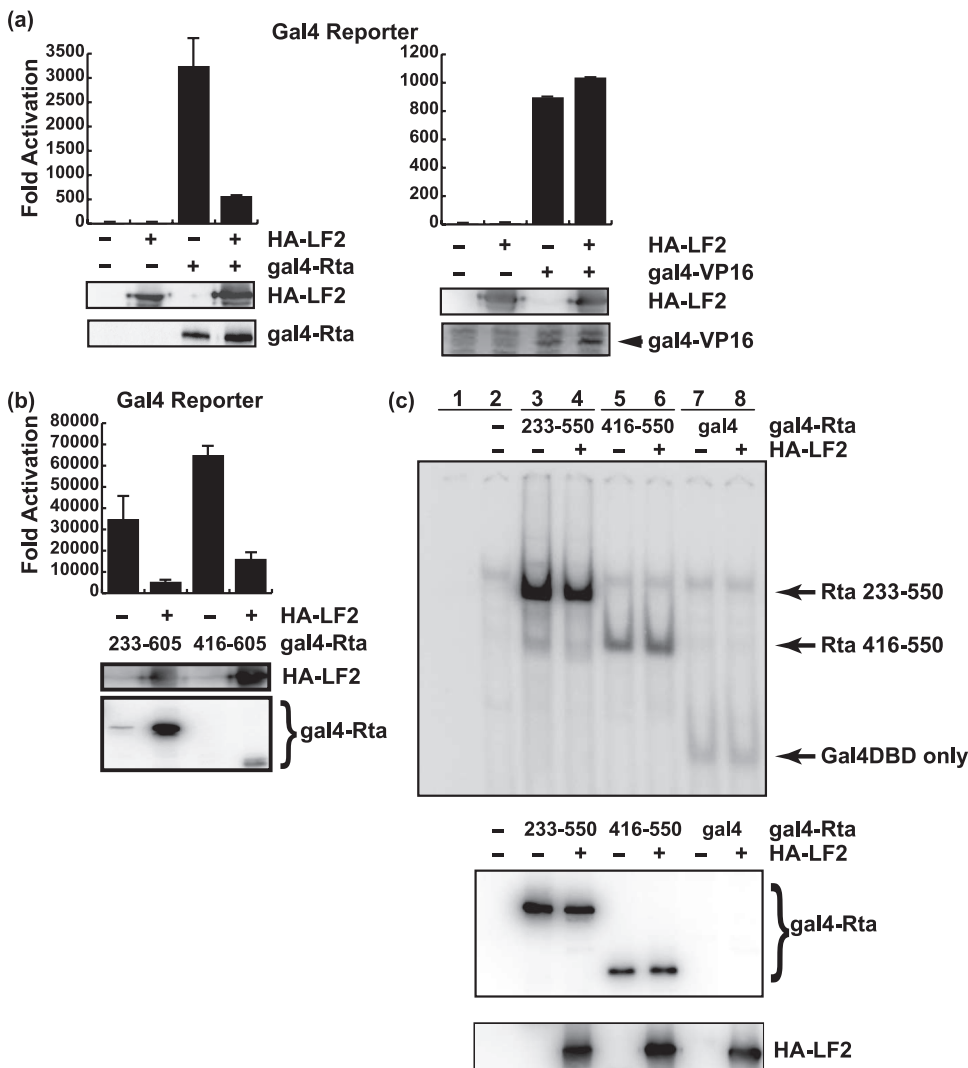 (a)
Gal4 Reporter
Fold Activation
3500
3000
2500
2000
1500
1000
500
0
– + – + HA-LF2
– – + + gal4-Rta
HA-LF2
gal4-Rta
1200
1000
800
600
400
200
0
– + – + HA-LF2
– – + + gal4-VP16
HA-LF2
gal4-VP16
(b)
Gal4 Reporter
Fold Activation
80000
70000
60000
50000
40000
30000
20000
10000
0
– + – + HA-LF2
233-605 416-605 gal4-Rta
HA-LF2
gal4-Rta
(c)
1 2 3 4 5 6 7 8
– 233-550 416-550 gal4 gal4-Rta
– – + – + – + HA-LF2
Rta 233-550
Rta 416-550
Gal4DBD only
– 233-550 416-550 gal4 gal4-Rta
– – + – + – + HA-LF2
gal4-Rta
HA-LF2